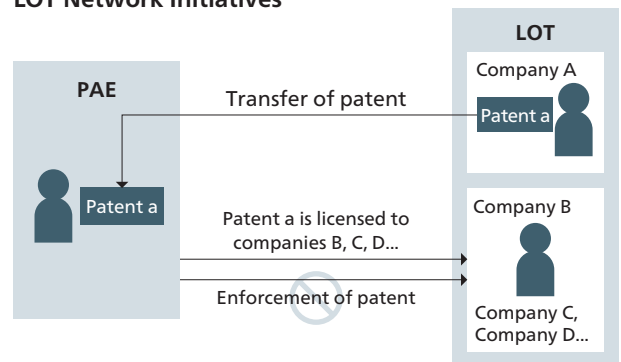 LOT Network Initiatives
LOT
PAE
Transfer of patent
Company A
Patent a
Patent a
Patent a is licensed to
companies B, C, D...
Enforcement of patent
Company B
Company C,
Company D...